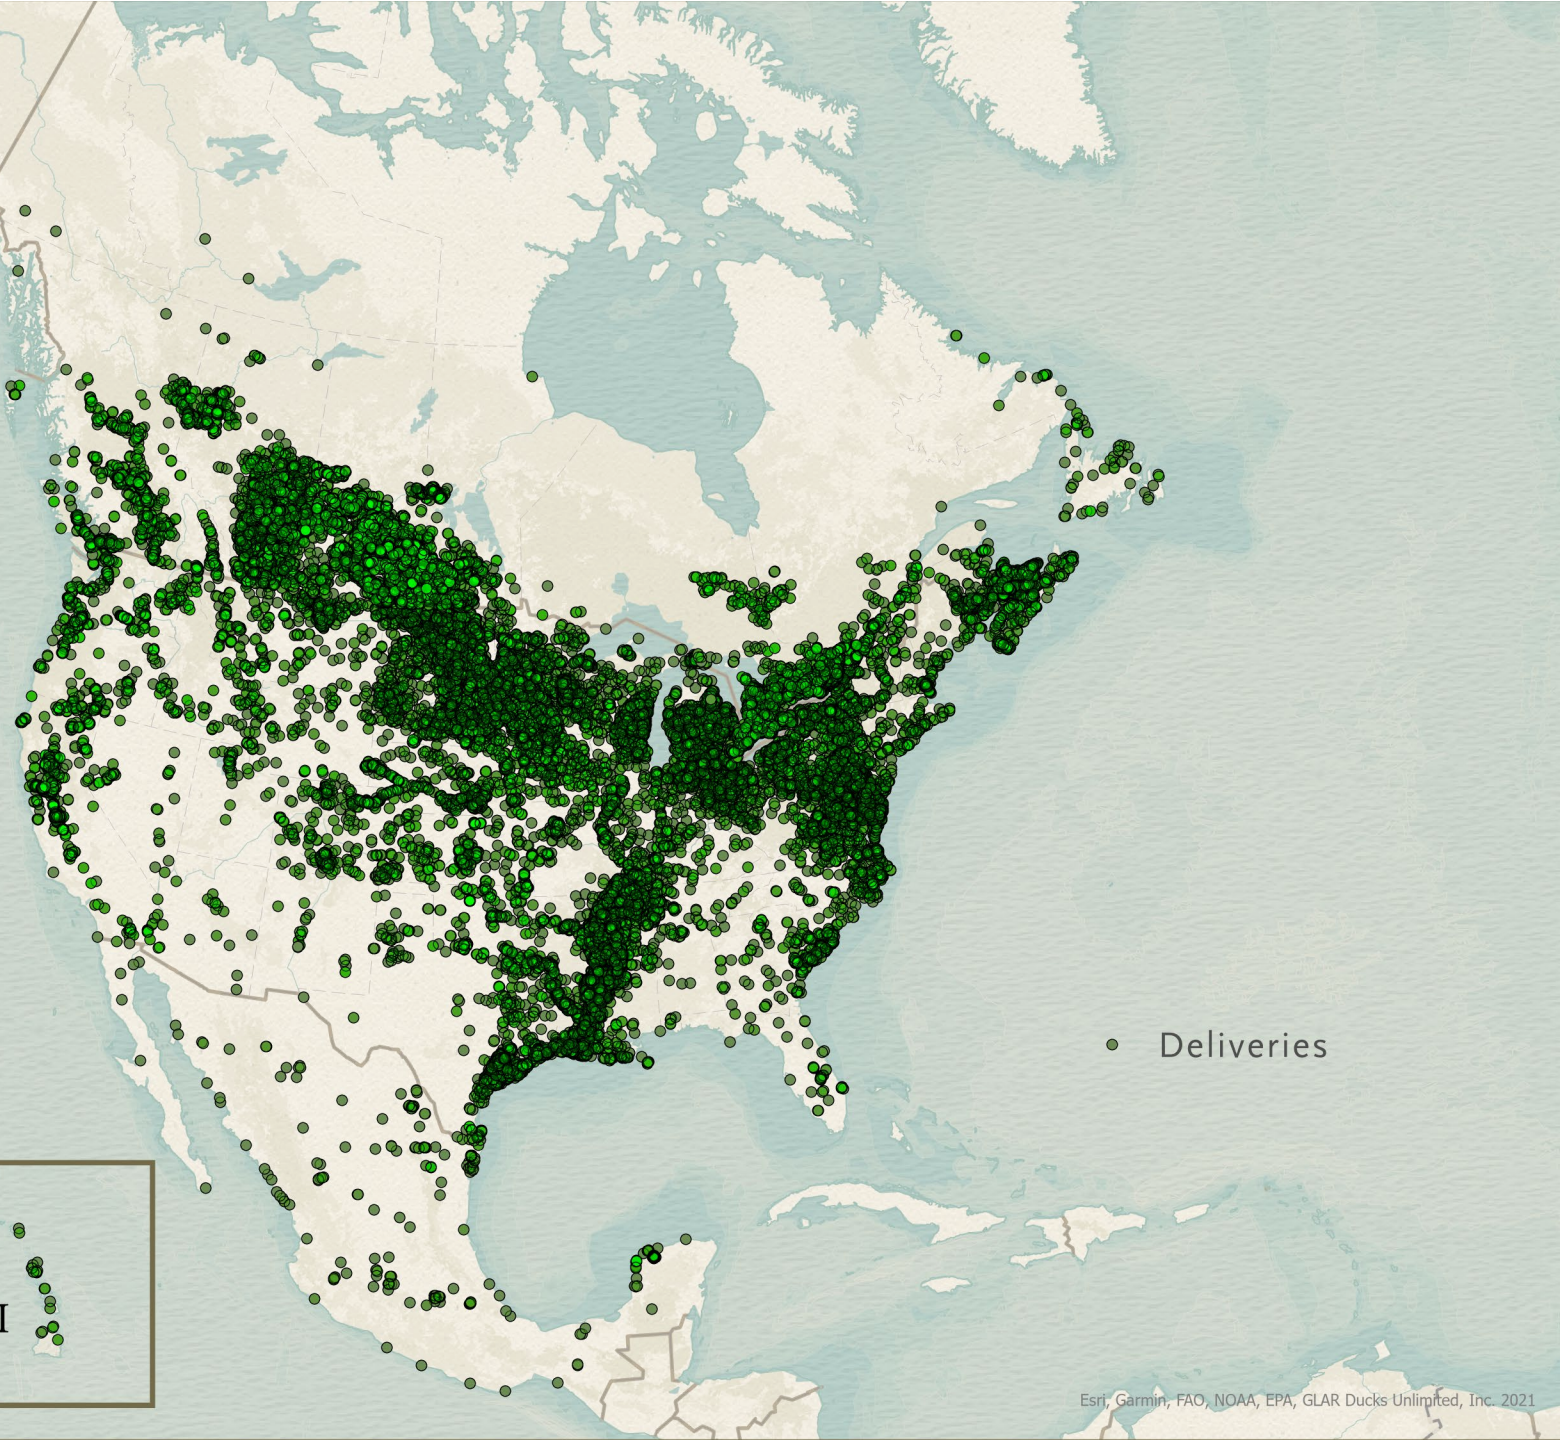 Deliveries
I
Esri, Garmin, FAO, NOAA, EPA, GLAR Ducks Unlimited, Inc. 2021